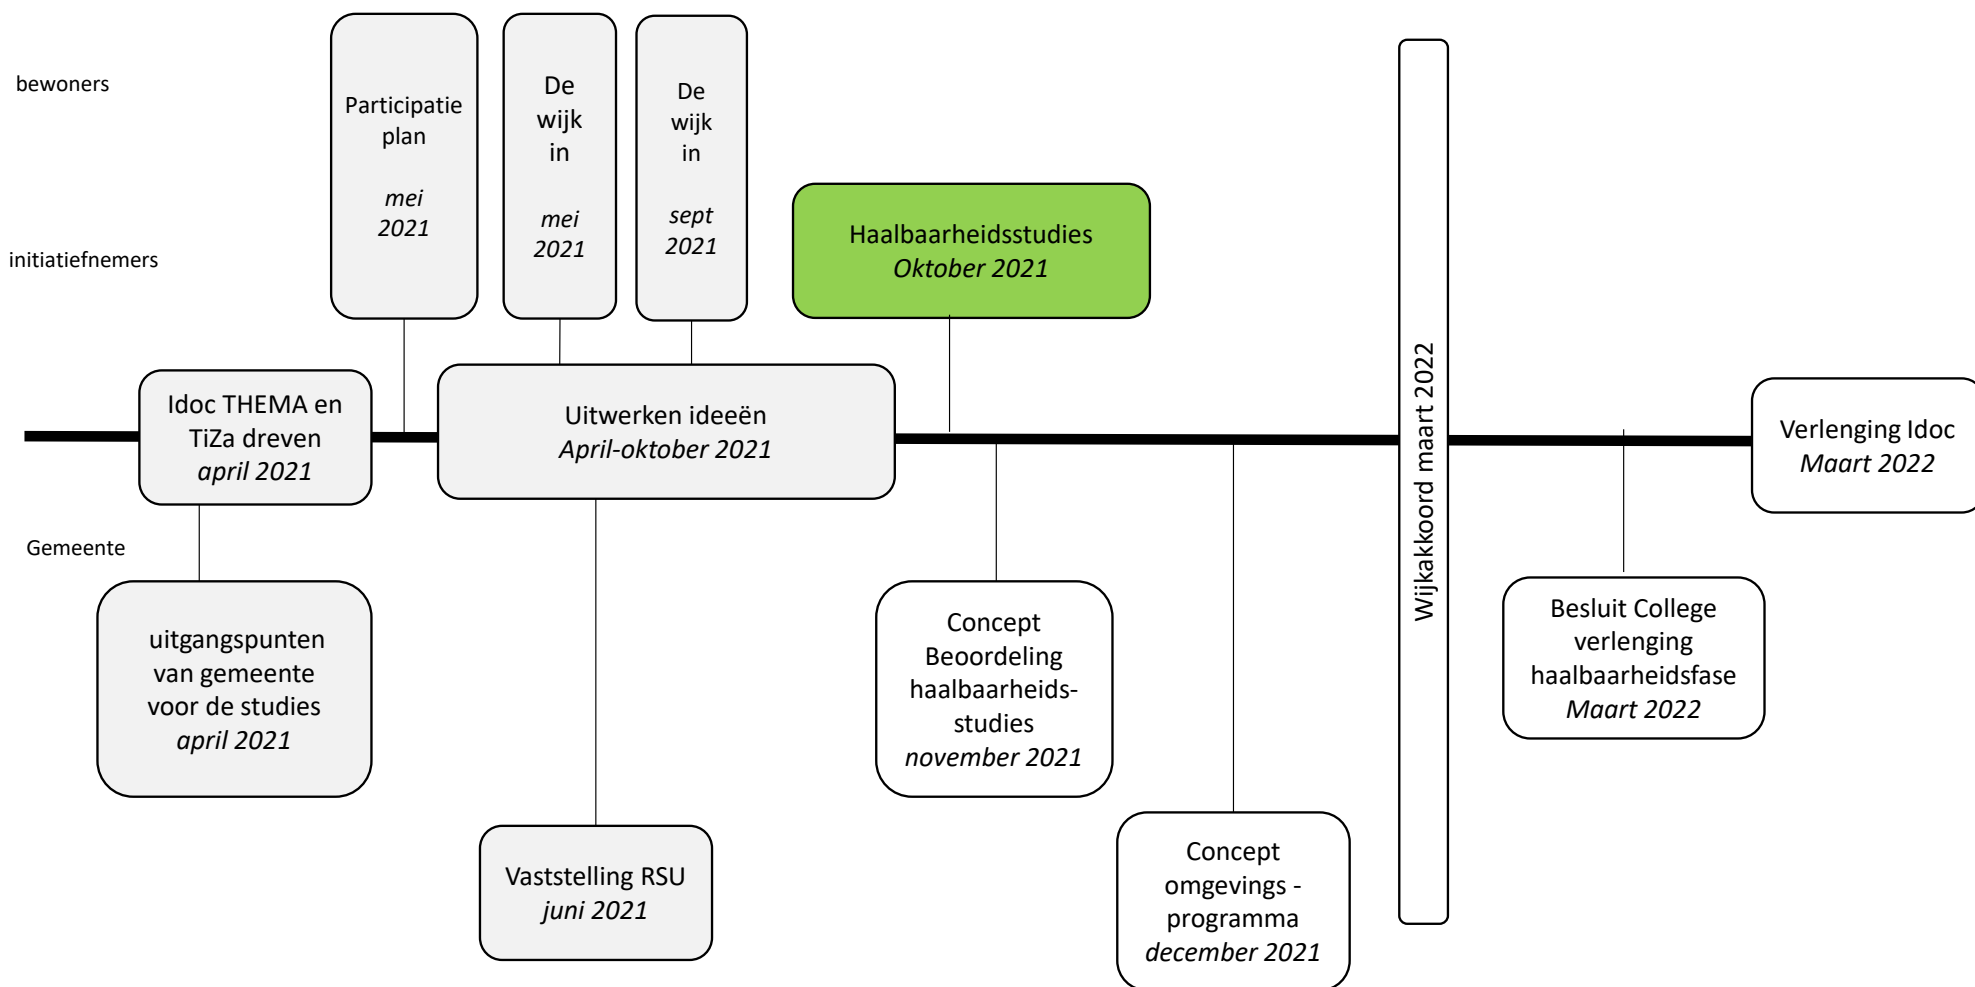 bewoners
initiatiefnemers
Gemeente
Participatie
plan
mei
2021
De
wijk
in
mei
2021
De
wijk
in
sept
2021
Haalbaarheidsstudies
Oktober 2021
Idoc THEMA en
TiZa dreven
april 2021
Uitwerken ideeën
April-oktober 2021
Wijkakkoord maart 2022
Verlenging Idoc
Maart 2022
uitgangspunten
van gemeente
voor de studies
april 2021
Vaststelling RSU
juni 2021
Concept
Beoordeling
haalbaarheids-
studies
november 2021
Concept
omgevings -
programma
december 2021
Besluit College
verlenging
haalbaarheidsfase
Maart 2022